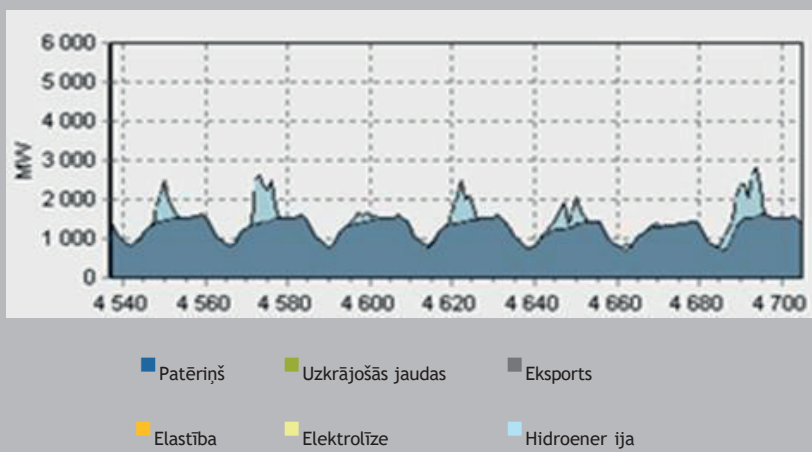 6 000
5 000
4 000
3 000
2 000
1 000
0
MW
4 540 4 560 4 580 4 600 4 620 4 640 4 660 4 680 4 700
Patēriņš Uzkrājošās jaudas Eksports
Elastība Elektrolīze Hidroener ija